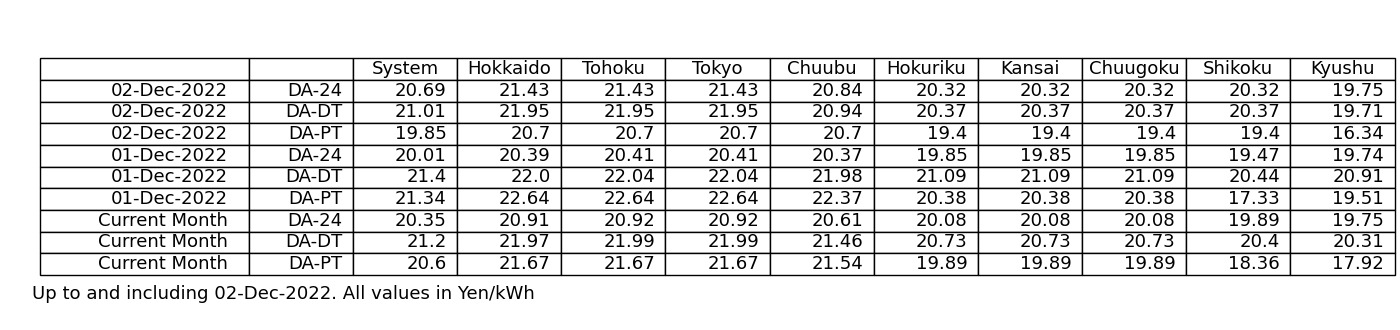 System Hokkaido Tohoku Tokyo Chuubu Hokuriku Kansai Chuugoku Shikoku Kyushu
02-Dec-2022 DA-24 20.69 21.43 21.43 21.43 20.84 20.32 20.32 20.32 20.32 19.75
02-Dec-2022 DA-DT 21.01 21.95 21.95 21.95 20.94 20.37 20.37 20.37 20.37 19.71
02-Dec-2022 DA-PT 19.85 20.7 20.7 20.7 20.7 19.4 19.4 19.4 19.4 16.34
01-Dec-2022 DA-24 20.01 20.39 20.41 20.41 20.37 19.85 19.85 19.85 19.47 19.74
01-Dec-2022 DA-DT 21.4 22.0 22.04 22.04 21.98 21.09 21.09 21.09 20.44 20.91
01-Dec-2022 DA-PT 21.34 22.64 22.64 22.64 22.37 20.38 20.38 20.38 17.33 19.51
Current Month DA-24 20.35 20.91 20.92 20.92 20.61 20.08 20.08 20.08 19.89 19.75
Current Month DA-DT 21.2 21.97 21.99 21.99 21.46 20.73 20.73 20.73 20.4 20.31
Current Month DA-PT 20.6 21.67 21.67 21.67 21.54 19.89 19.89 19.89 18.36 17.92
Up to and including 02-Dec-2022. All values in Yen/kWh